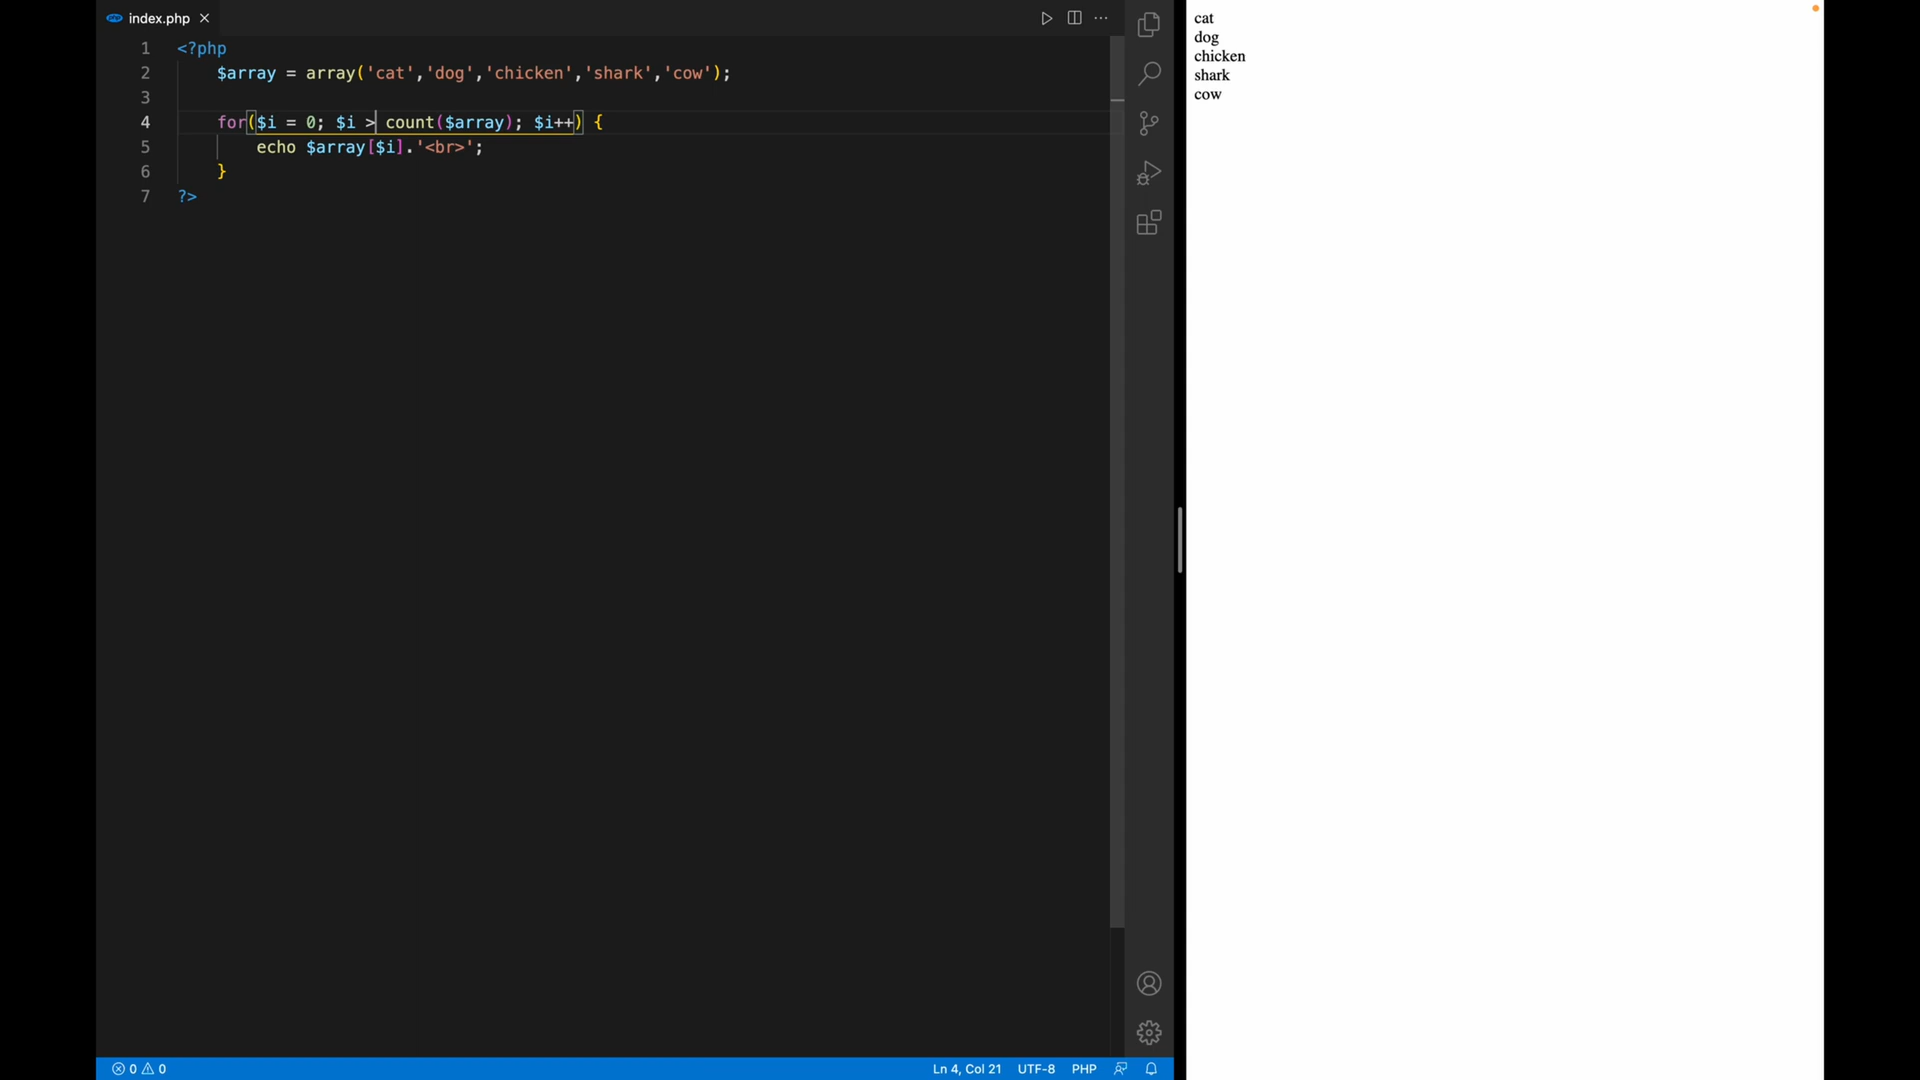 index.php
1 <?php
2 $array = array('cat','dog','chicken','shark','cow');
3
4 for($i = 0; $i > count($array); $i++) {
5 echo $array[$i].'<br>';
6 }
7 ?>
0 0
Ln 4, Col 21 UTF-8 PHP
cat
dog
chicken
shark
cow